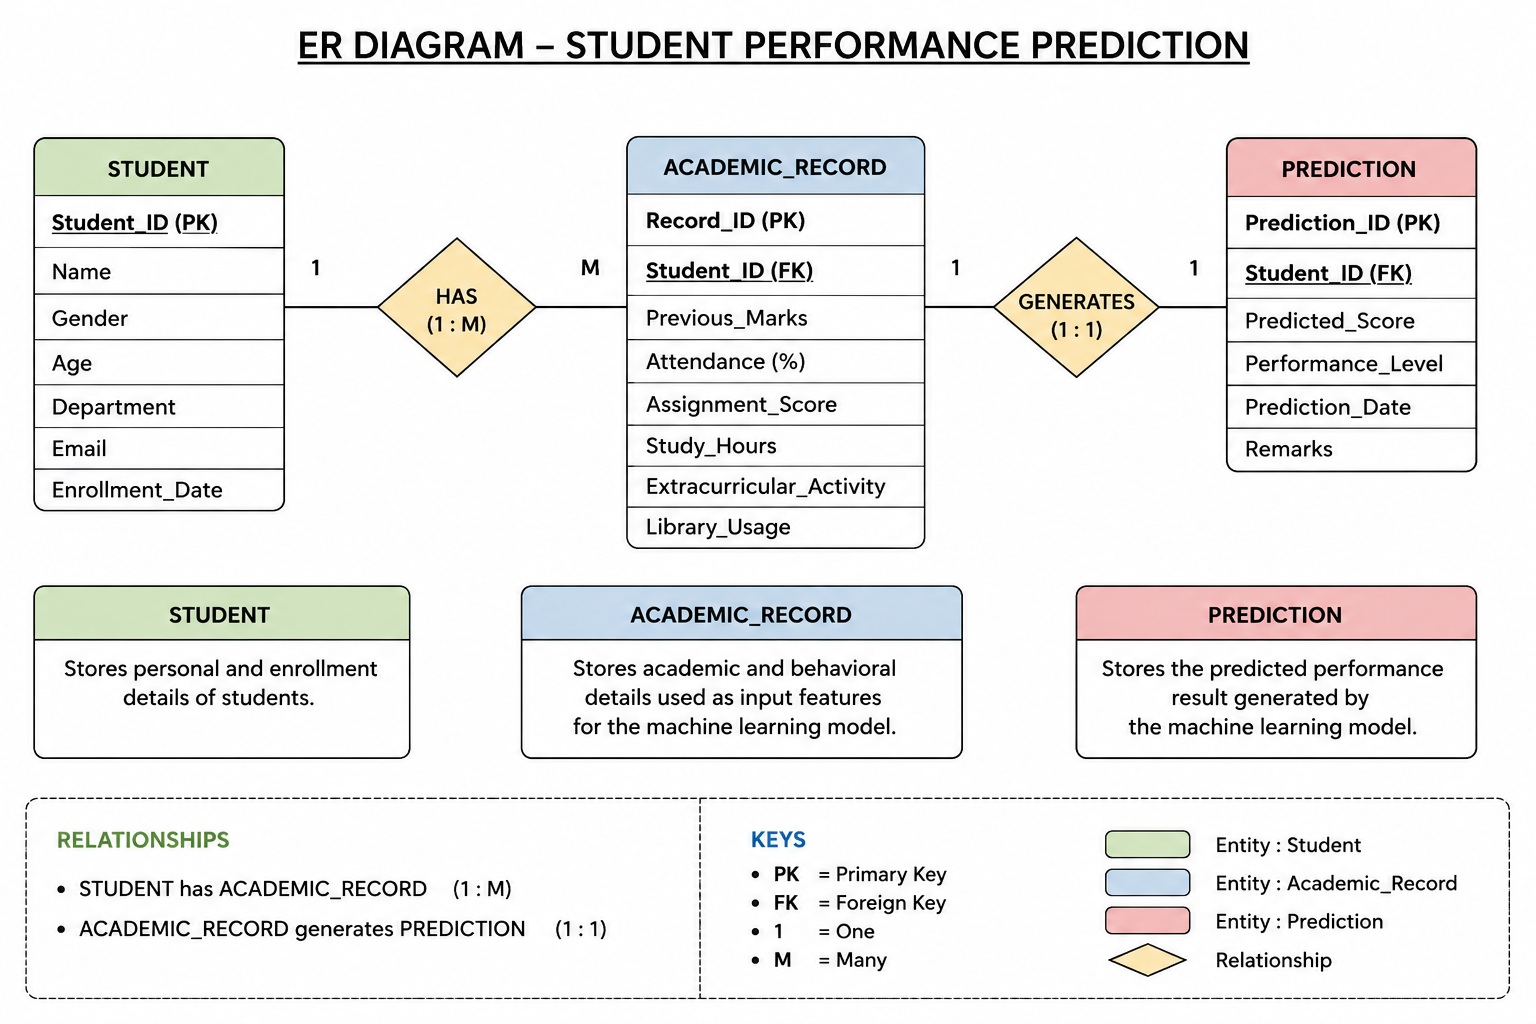 ER DIAGRAM – STUDENT PERFORMANCE PREDICTION
STUDENT
Student_ID (PK)
Name
Gender
Age
Department
Email
Enrollment_Date
1
HAS
(1 : M)
M
ACADEMIC_RECORD
Record_ID (PK)
Student_ID (FK)
Previous_Marks
Attendance (%)
Assignment_Score
Study_Hours
Extracurricular_Activity
Library_Usage
1
GENERATES
(1 : 1)
1
PREDICTION
Prediction_ID (PK)
Student_ID (FK)
Predicted_Score
Performance_Level
Prediction_Date
Remarks
STUDENT
Stores personal and enrollment
details of students.
ACADEMIC_RECORD
Stores academic and behavioral
details used as input features
for the machine learning model.
PREDICTION
Stores the predicted performance
result generated by
the machine learning model.
RELATIONSHIPS
• STUDENT has ACADEMIC_RECORD (1 : M)
• ACADEMIC_RECORD generates PREDICTION (1 : 1)
KEYS
• PK = Primary Key
• FK = Foreign Key
• 1 = One
• M = Many
Entity : Student
Entity : Academic_Record
Entity : Prediction
Relationship